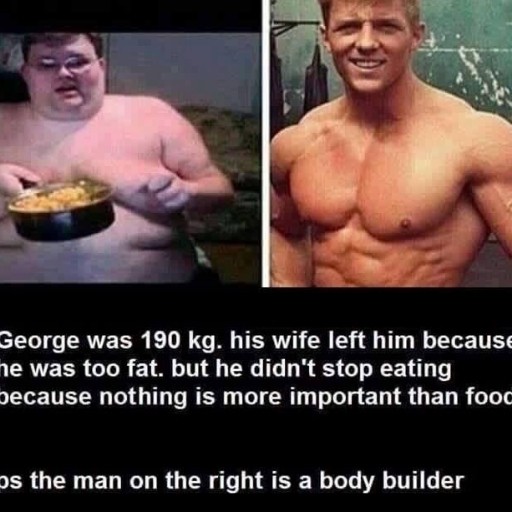 George was 190 kg. his wife left him because
he was too fat. but he didn't stop eating
because nothing is more important than food
ps the man on the right is a body builder